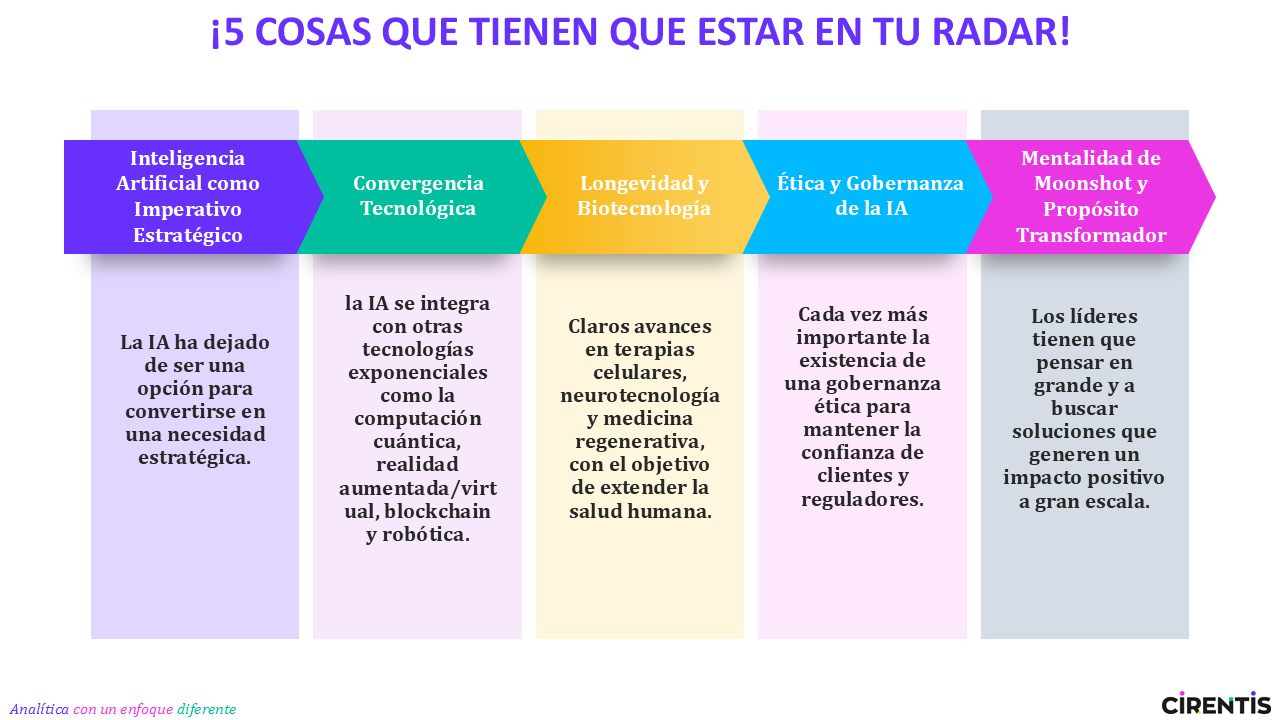 ¡5 COSAS QUE TIENEN QUE ESTAR EN TU RADAR!
Inteligencia
Artificial como
Imperativo
Estratégico
La IA ha dejado
de ser una
opción para
convertirse en
una necesidad
estratégica.
Convergencia
Tecnológica
la IA se integra
con otras
tecnologías
exponenciales
como la
computación
cuántica,
realidad
aumentada/virt
ual, blockchain
y robótica.
Longevidad y
Biotecnología
Claros avances
en terapias
celulares,
neurotecnología
y medicina
regenerativa,
con el objetivo
de extender la
salud humana.
Ética y Gobernanza
de la IA
Cada vez más
importante la
existencia de
una gobernanza
ética para
mantener la
confianza de
clientes y
reguladores.
Mentalidad de
Moonshot y
Propósito
Transformador
Los líderes
tienen que
pensar en
grande y a
buscar
soluciones que
generen un
impacto positivo
a gran escala.
Analítica con un enfoque diferente
CIRENTIS